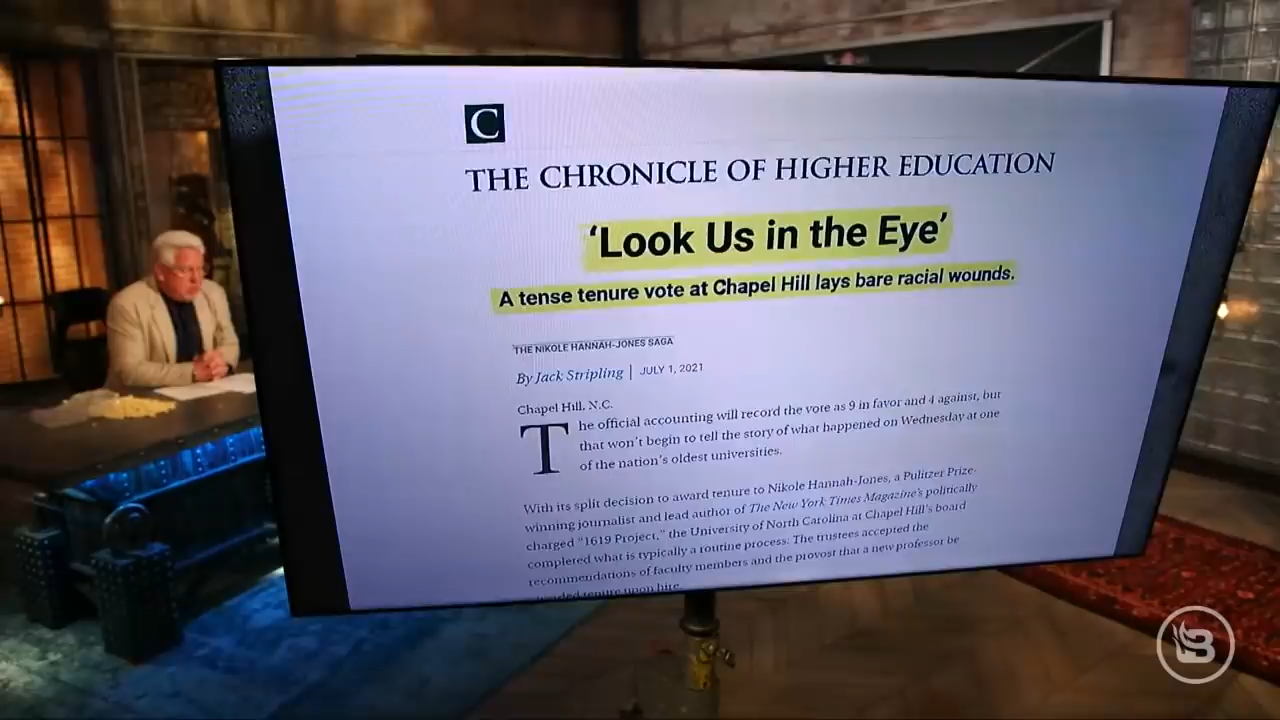 C
THE CHRONICLE OF HIGHER EDUCATION
‘Look Us in the Eye’
A tense tenure vote at Chapel Hill lays bare racial wounds.
THE NIKOLE HANNAH-JONES SAGA
By Jack Stripling | JULY 1, 2021
Chapel Hill, N.C.
The official accounting will record the vote as 9 in favor and 4 against, but
that won’t begin to tell the story of what happened on Wednesday at one
of the nation’s oldest universities.
With its split decision to award tenure to Nikole Hannah-Jones, a Pulitzer Prize-
winning journalist and lead author of The New York Times Magazine’s politically
charged “1619 Project,” the University of North Carolina at Chapel Hill’s board
completed what is typically a routine process: The trustees accepted the
recommendations of faculty members and the provost that a new professor be
tenure upon hire.
B